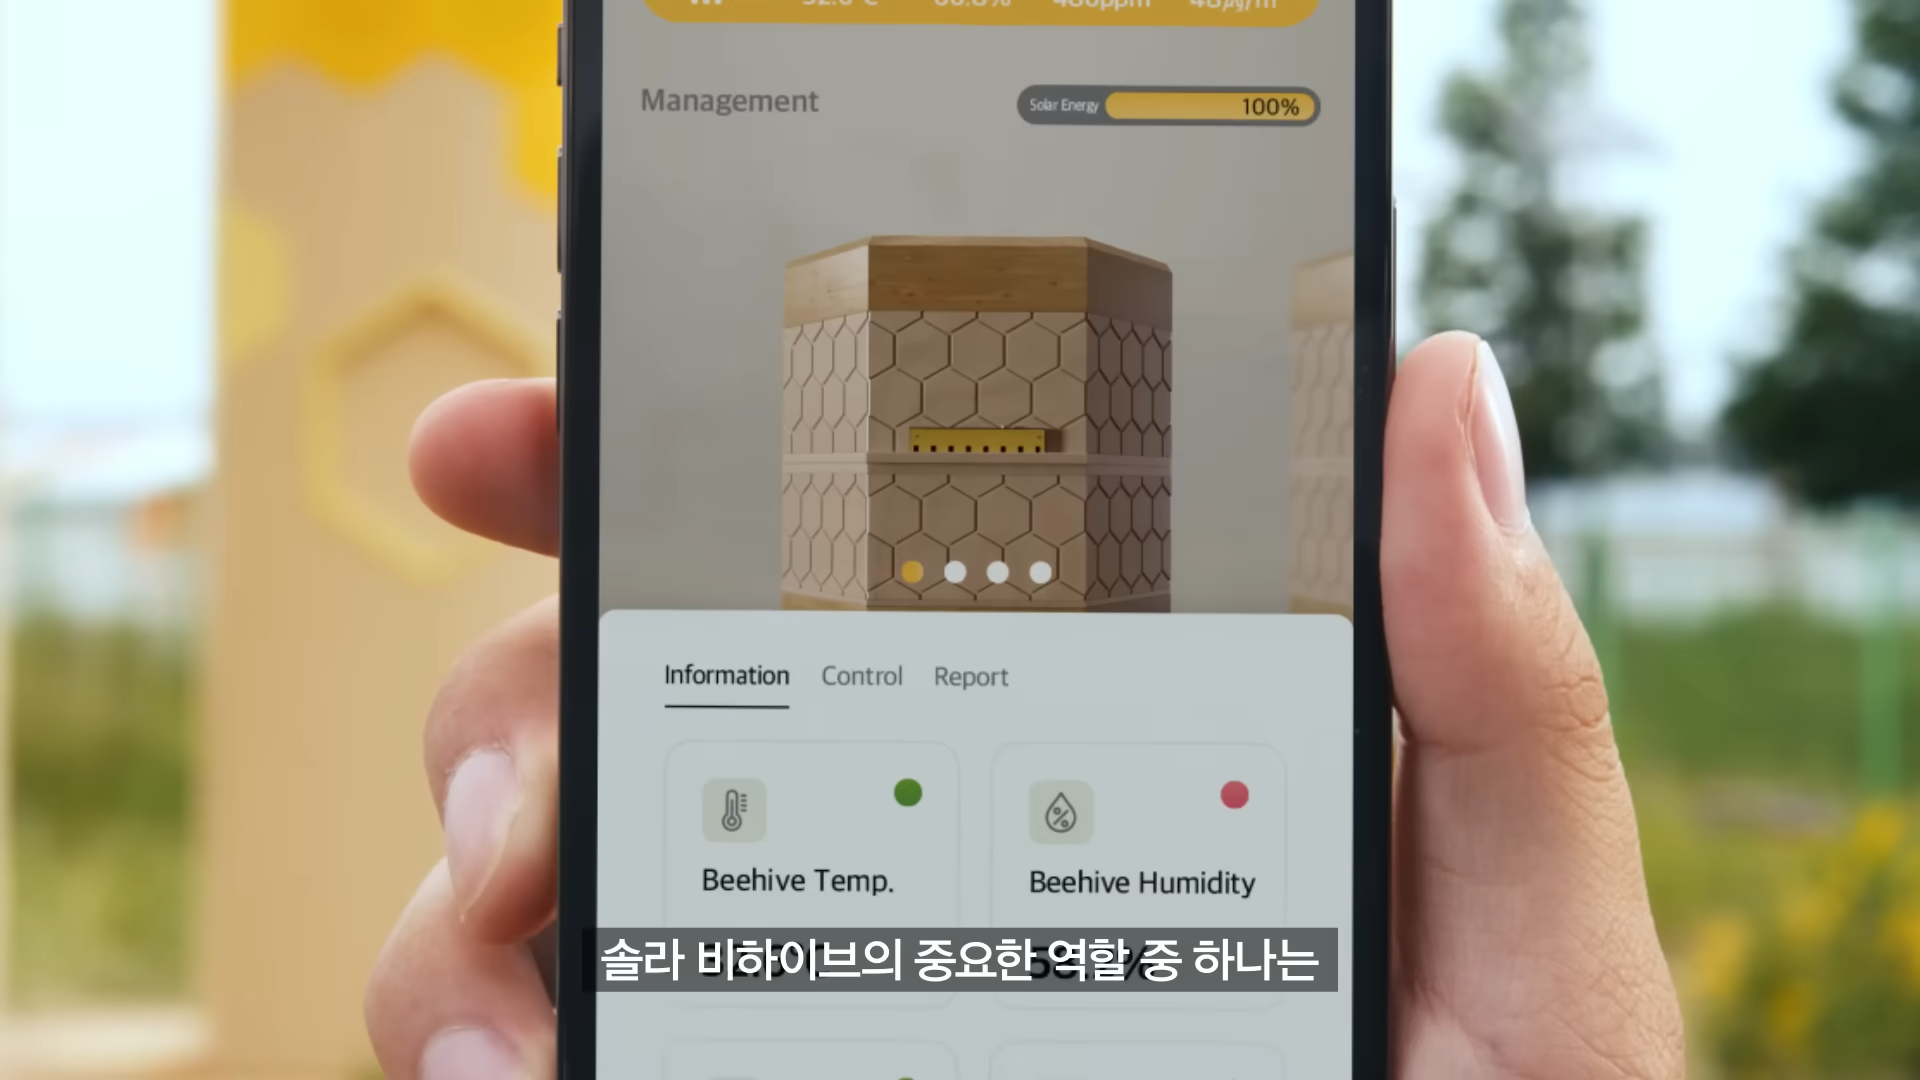 Management
Solar Energy 100%
Information Control Report
Beehive Temp. Beehive Humidity
솔라 비하이브의 중요한 역할 중 하나는